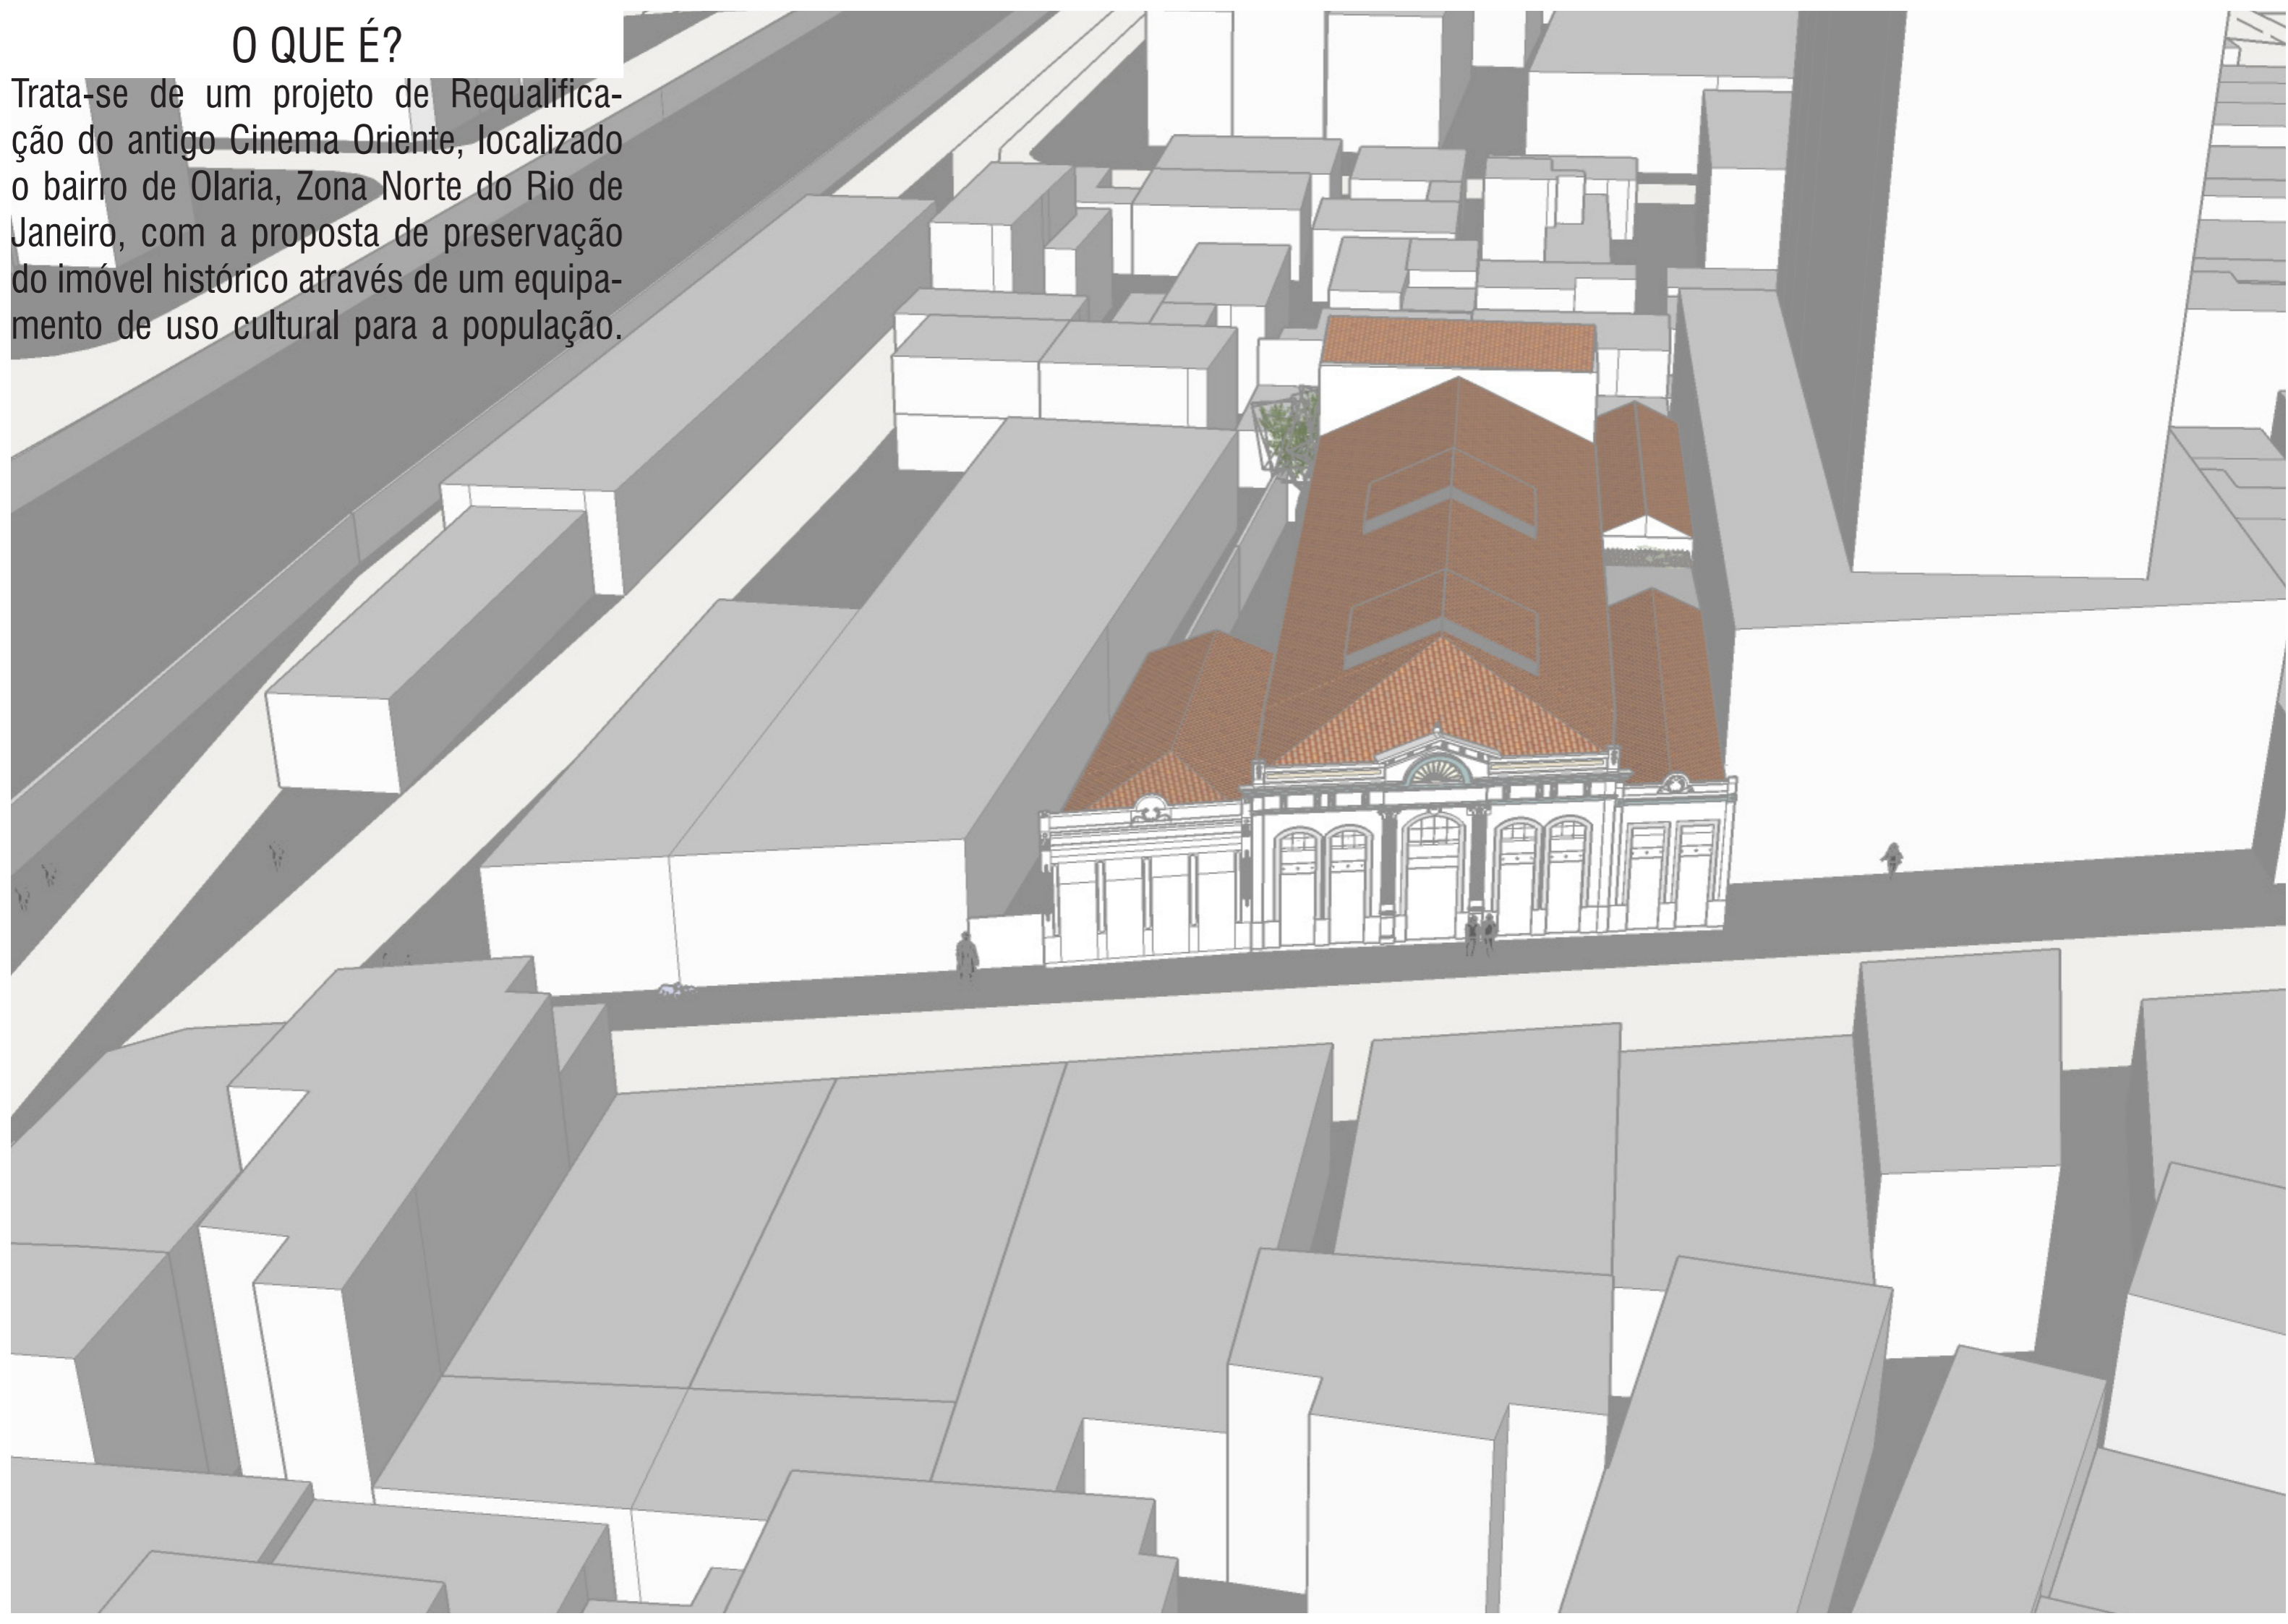 O QUE É?
Trata-se de um projeto de Requalifica-
ção do antigo Cinema Oriente, localizado
o bairro de Olaria, Zona Norte do Rio de
Janeiro, com a proposta de preservação
do imóvel histórico através de um equipa-
mento de uso cultural para a população.